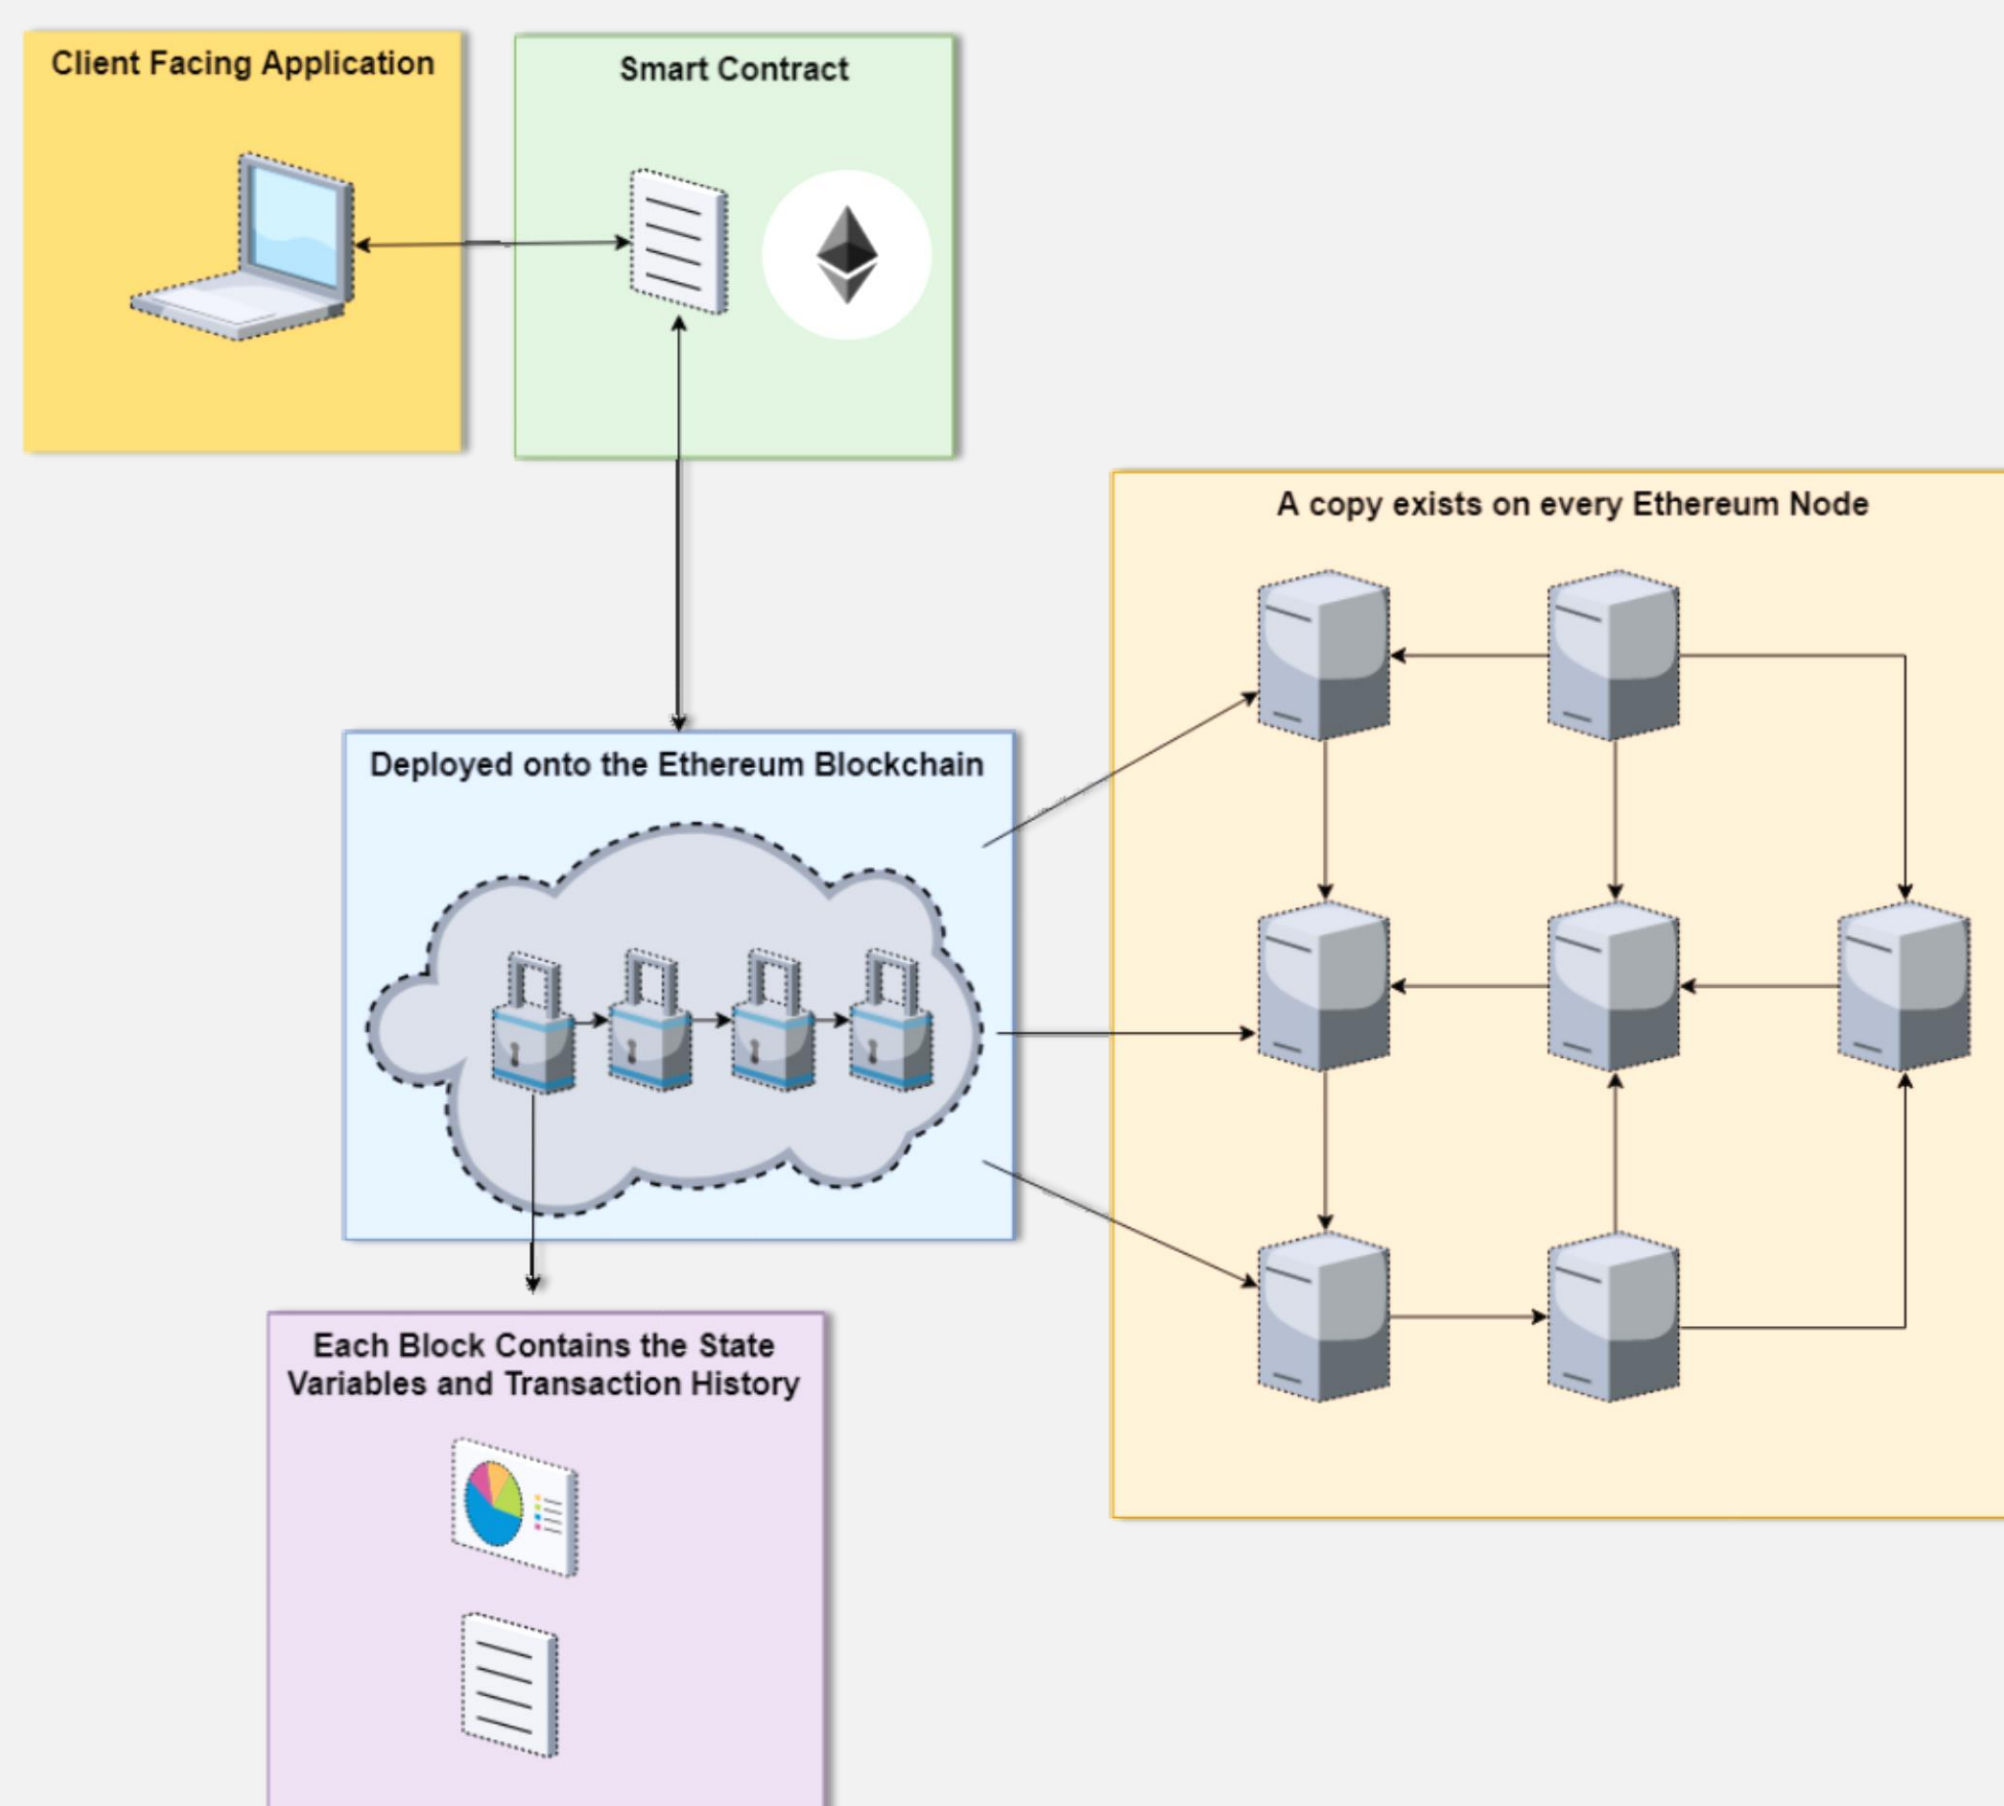 Client Facing Application
Smart Contract
A copy exists on every Ethereum Node
Deployed onto the Ethereum Blockchain
Each Block Contains the State
Variables and Transaction History